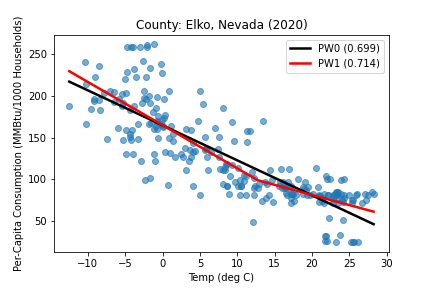 County: Elko, Nevada (2020)
Per-Capita Consumption (MMBtu/1000 Households)
250
200
150
100
50
PW0 (0.699)
PW1 (0.714)
−10
−5
0
5
10
15
20
25
30
Temp (deg C)